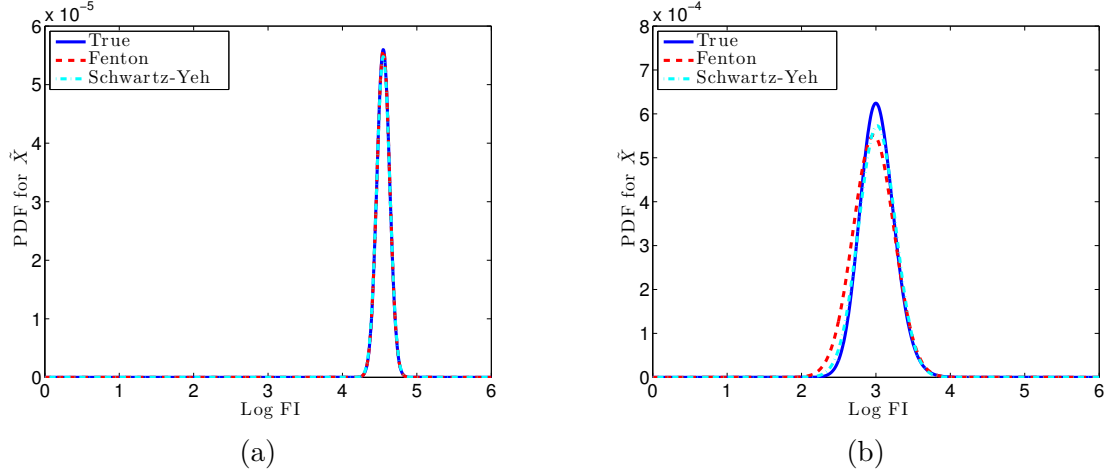 x 10⁻⁵
6
5
4
3
2
1
0
0 1 2 3 4 5 6
PDF for X̃
Log FI
True
Fenton
Schwartz-Yeh
(a)
x 10⁻⁴
8
7
6
5
4
3
2
1
0
0 1 2 3 4 5 6
PDF for X̃
Log FI
True
Fenton
Schwartz-Yeh
(b)